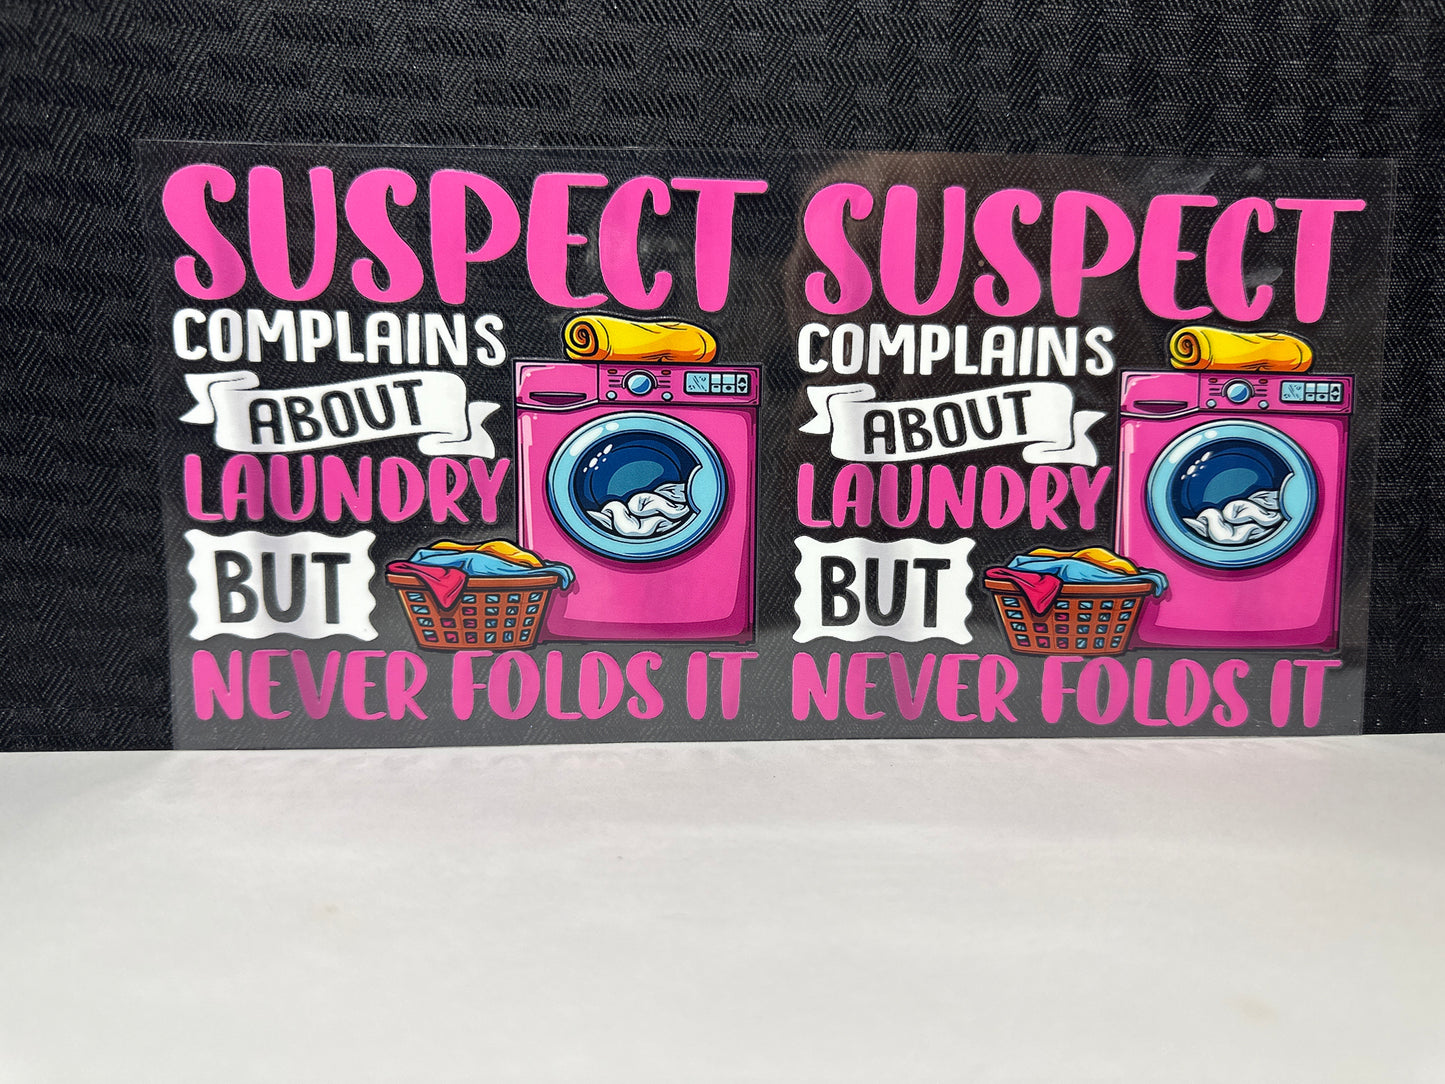 SUSPECT
COMPLAINS
ABOUT
LAUNDRY
BUT
NEVER FOLDS IT
SUSPECT
COMPLAINS
ABOUT
LAUNDRY
BUT
NEVER FOLDS IT